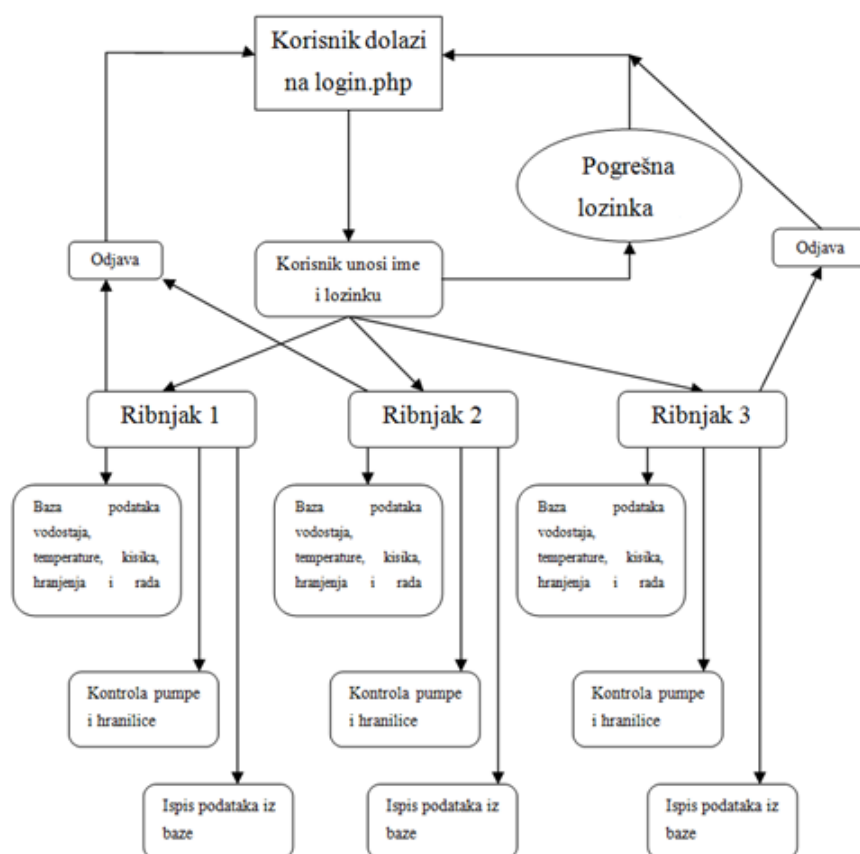 Korisnik dolazi
na login.php
Pogrešna
lozinka
Odjava
Korisnik unosi ime
i lozinku
Odjava
Ribnjak 1
Ribnjak 2
Ribnjak 3
Baza podataka
vodostaja,
temperature, kisika,
hranjenja i rada
Baza podataka
vodostaja,
temperature, kisika,
hranjenja i rada
Baza podataka
vodostaja,
temperature, kisika,
hranjenja i rada
Kontrola pumpe
i hranilice
Kontrola pumpe
i hranilice
Kontrola pumpe
i hranilice
Ispis podataka iz
baze
Ispis podataka iz
baze
Ispis podataka iz
baze